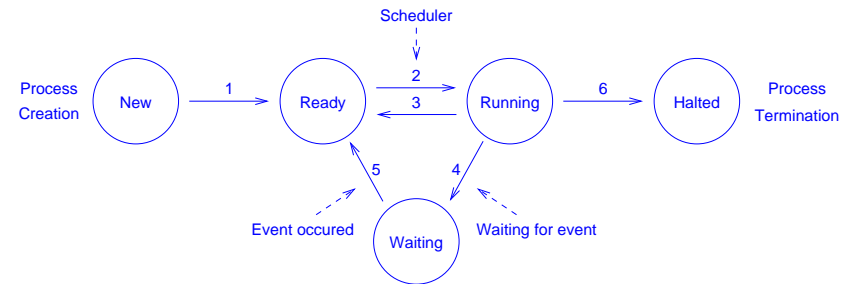 Scheduler
Process
Creation
New
1
Ready
2
3
Running
6
Halted
Process
Termination
5
4
Event occured
Waiting
Waiting for event